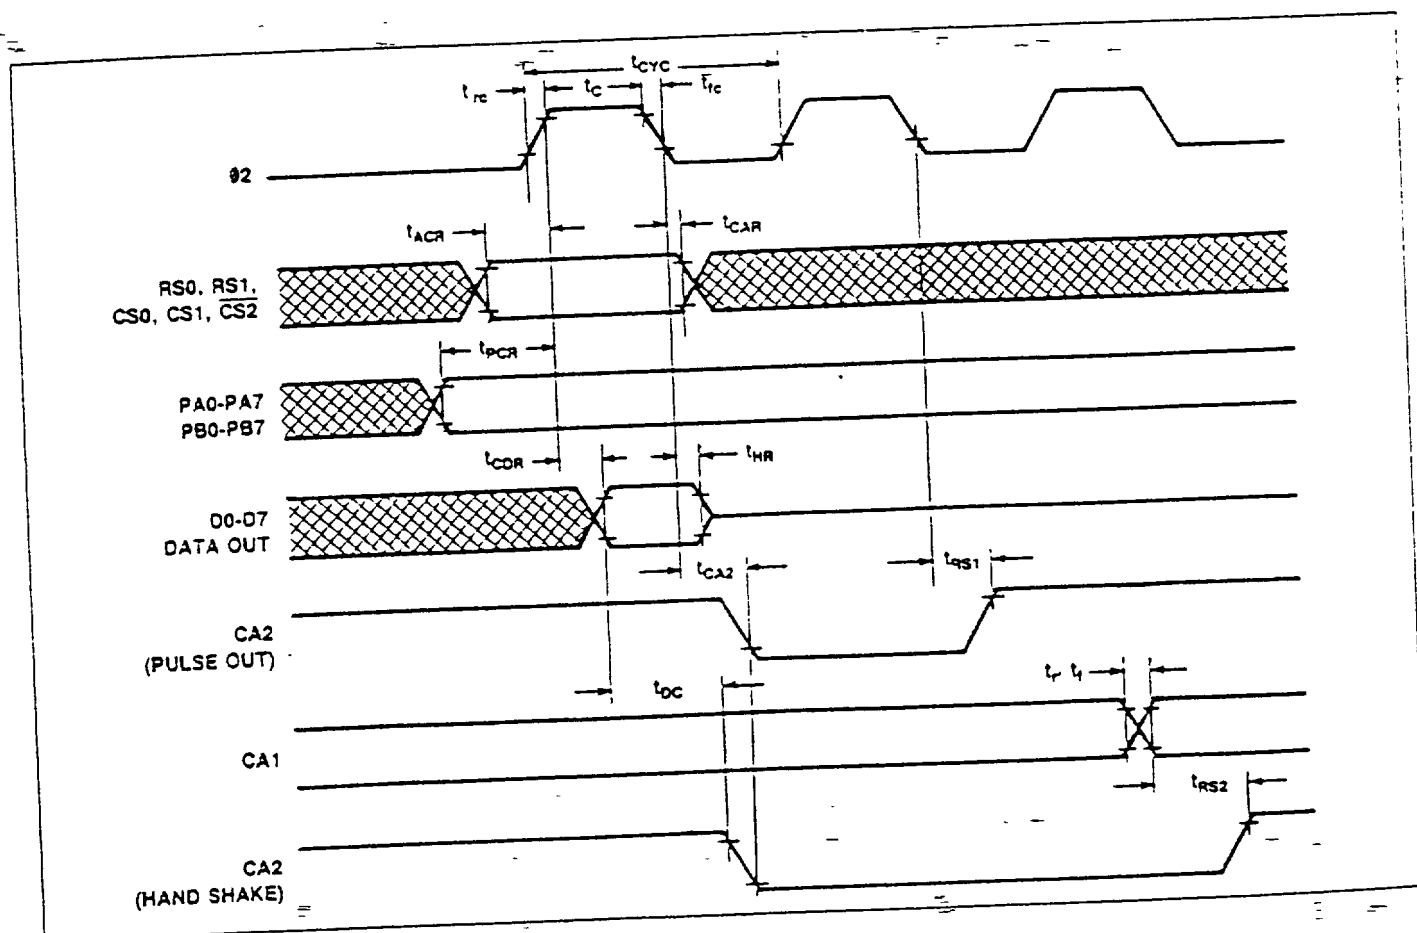 tCYC
trc
tC
tfc
θ2
tACR
tCAR
RS0, RS1,
CS0, CS1, CS2
tPCR
PA0-PA7
PB0-PB7
tCDR
tHR
D0-D7
DATA OUT
tCA2
tRS1
CA2
(PULSE OUT)
tDC
tr, tf
CA1
tRS2
CA2
(HAND SHAKE)